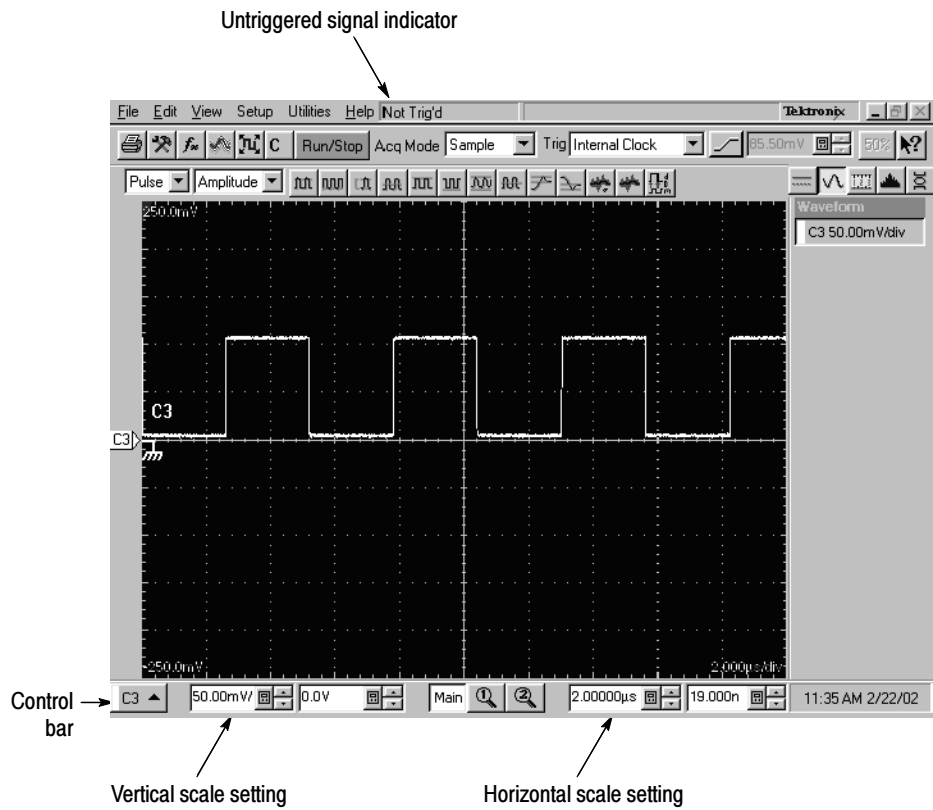 Untriggered signal indicator
File Edit View Setup Utilities Help Not Trig'd Tektronix
C Run/Stop Acq Mode Sample Trig Internal Clock 85.50mV 50% ?
Pulse Amplitude
250.0mV
Waveform
C3 50.00mV/div
C3
C3
-250.0mV 2.000µs/div
Control bar
C3 50.00mV/ 0.0V Main 1 2 2.00000µs 19.000n 11:35 AM 2/22/02
Vertical scale setting Horizontal scale setting